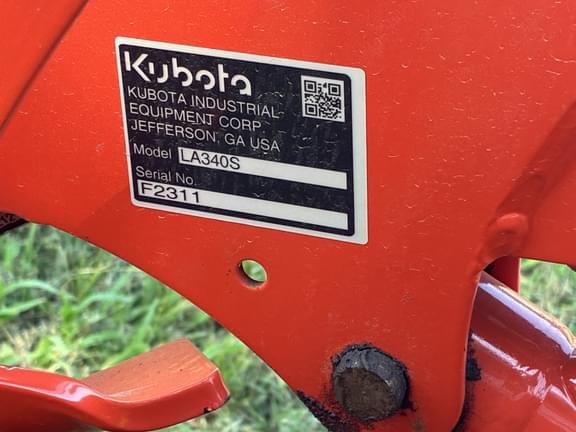 Kubota
KUBOTA INDUSTRIAL
EQUIPMENT CORP.
JEFFERSON, GA USA
Model LA340S
Serial No.
F2311